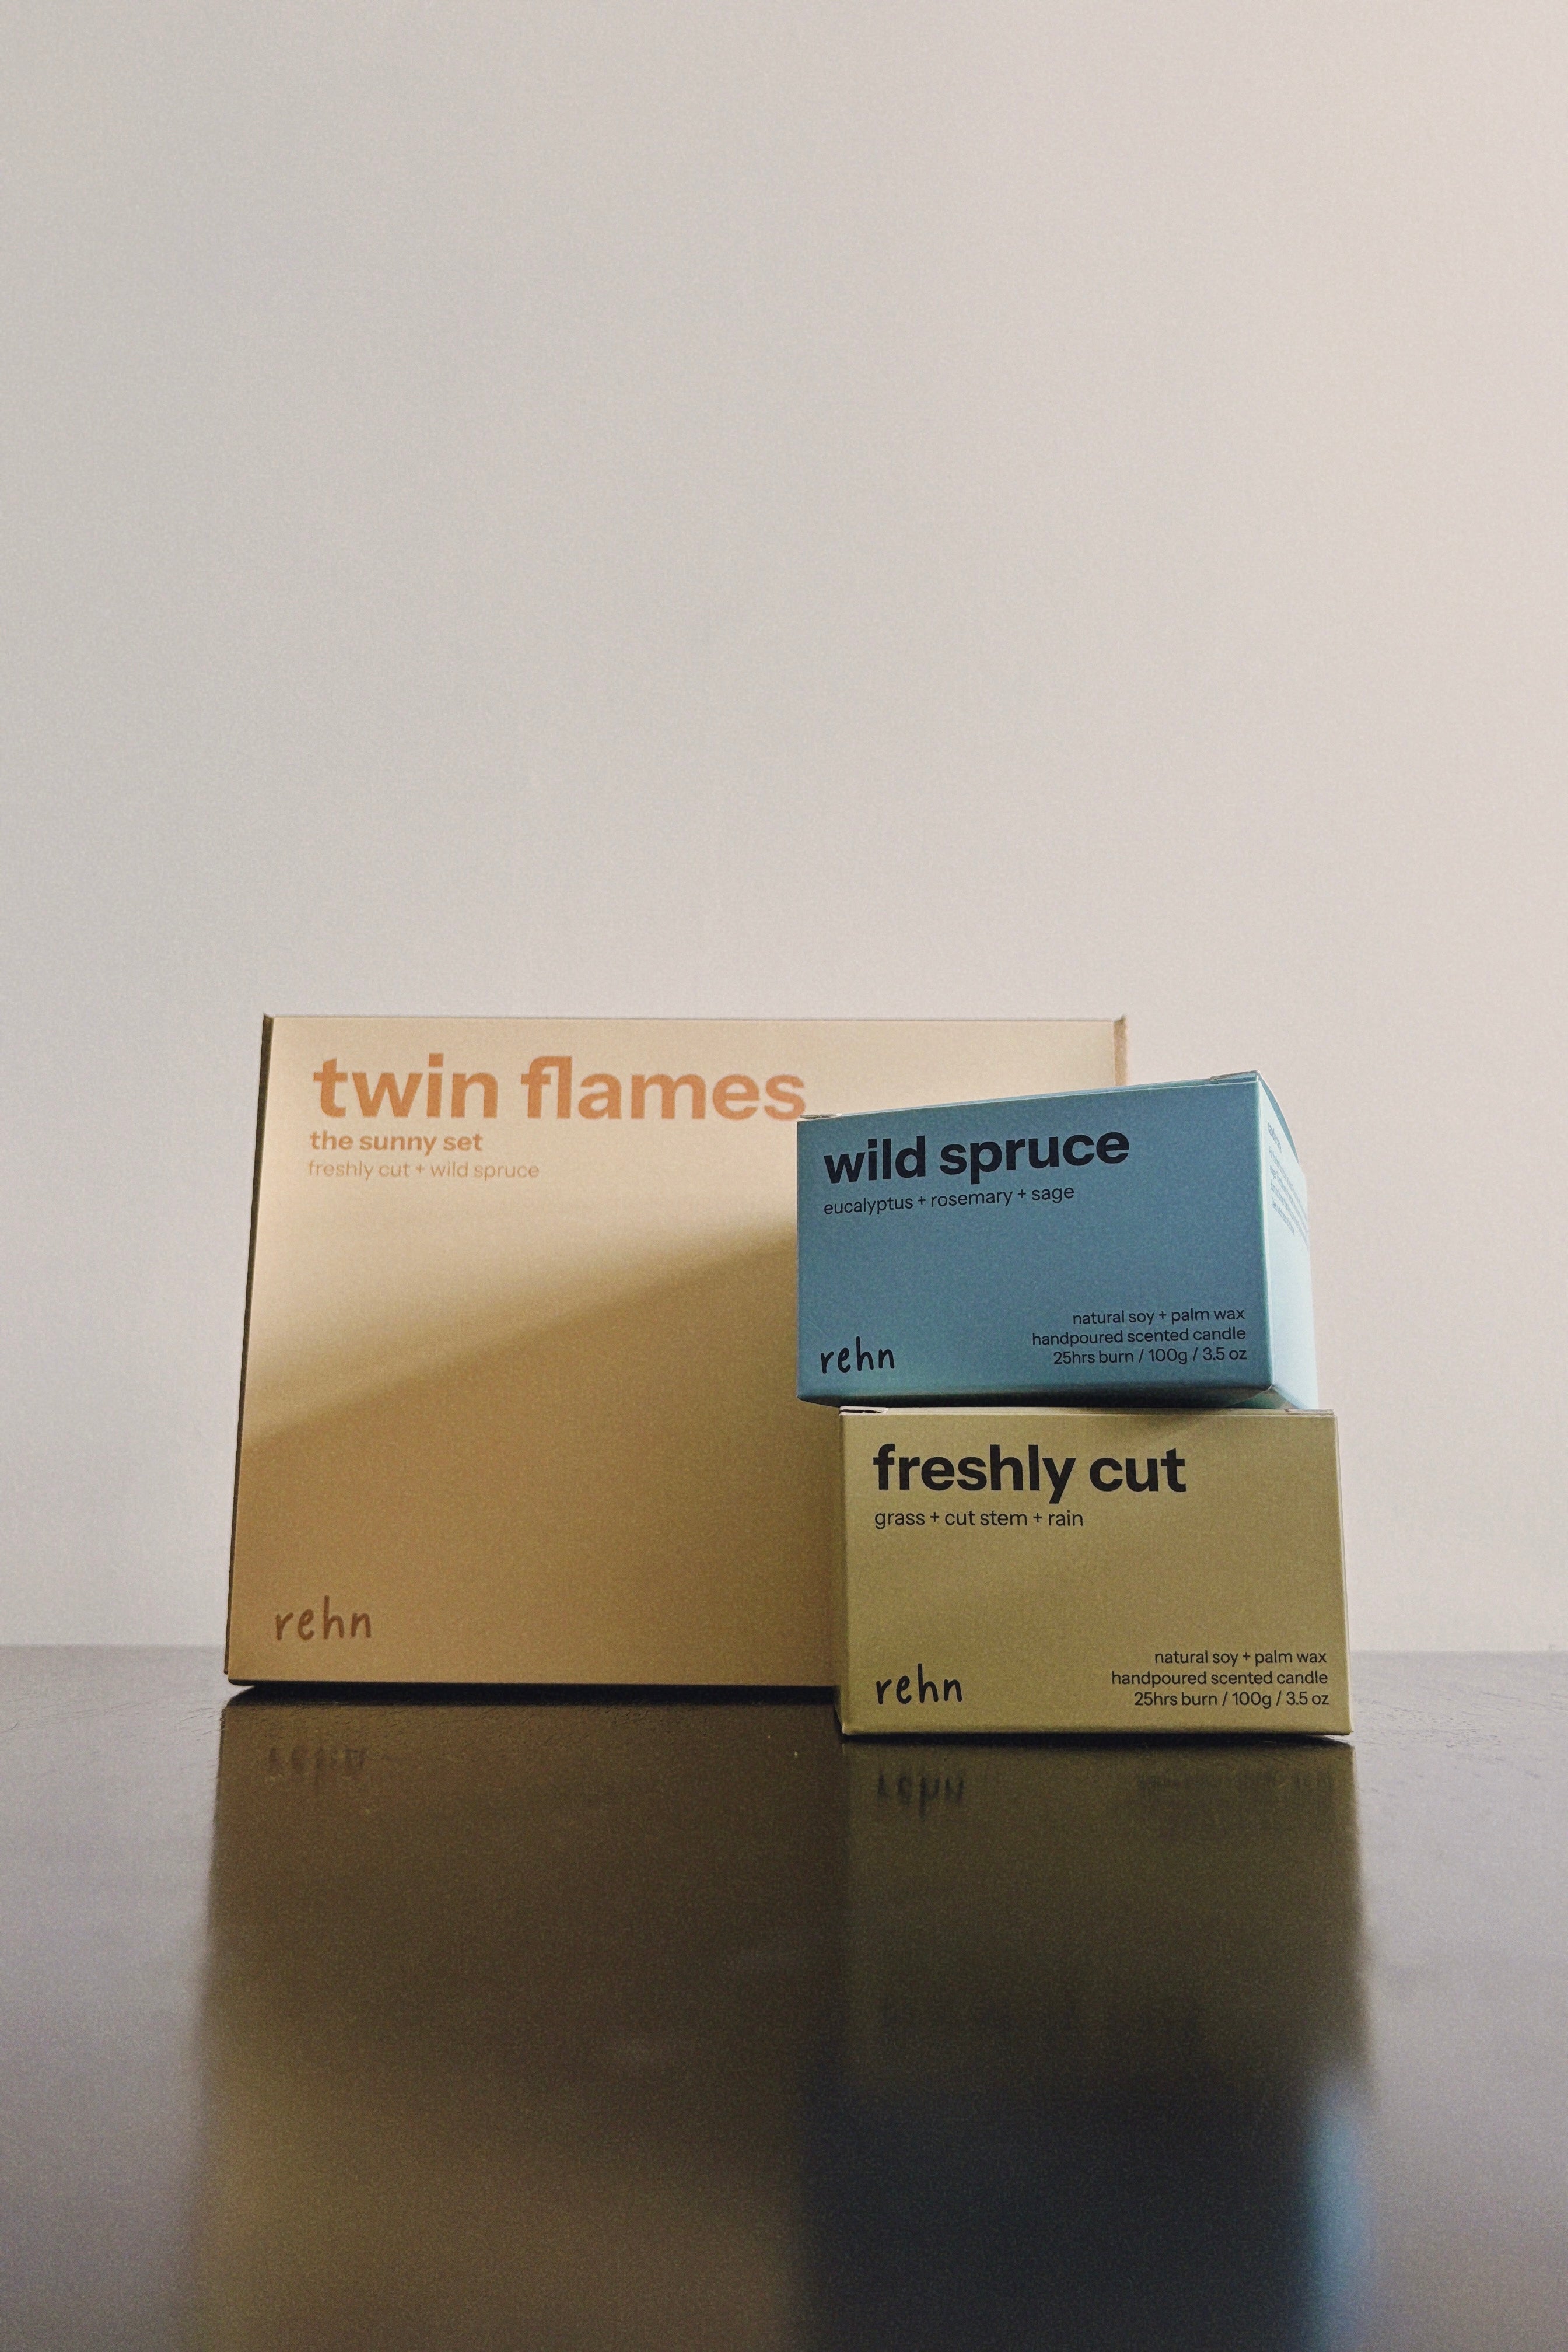 twin flames
the sunny set
freshly cut + wild spruce
rehn
wild spruce
eucalyptus + rosemary + sage
rehn
natural soy + palm wax
handpoured scented candle
25hrs burn / 100g / 3.5 oz
freshly cut
grass + cut stem + rain
rehn
natural soy + palm wax
handpoured scented candle
25hrs burn / 100g / 3.5 oz